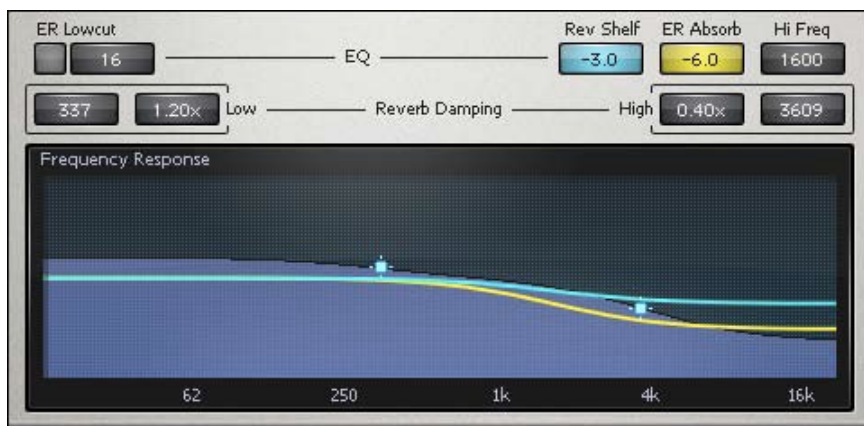 ER Lowcut Rev Shelf ER Absorb Hi Freq
16 EQ -3.0 -6.0 1600
337 1.20x Low Reverb Damping High 0.40x 3609
Frequency Response
62 250 1k 4k 16k